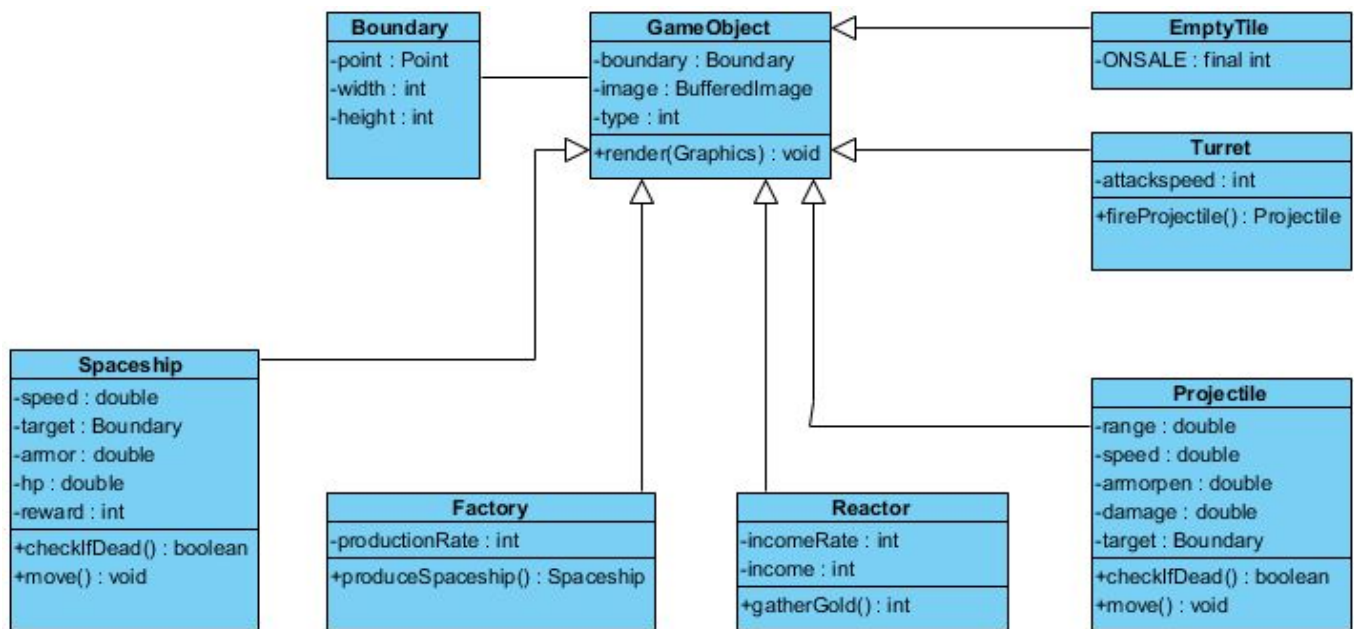 Boundary
-point : Point
-width : int
-height : int
GameObject
-boundary : Boundary
-image : BufferedImage
-type : int
+render(Graphics) : void
EmptyTile
-ONSALE : final int
Turret
-attackspeed : int
+fireProjectile() : Projectile
Spaceship
-speed : double
-target : Boundary
-armor : double
-hp : double
-reward : int
+checkIfDead() : boolean
+move() : void
Factory
-productionRate : int
+produceSpaceship() : Spaceship
Reactor
-incomeRate : int
-income : int
+gatherGold() : int
Projectile
-range : double
-speed : double
-armorpen : double
-damage : double
-target : Boundary
+checkIfDead() : boolean
+move() : void